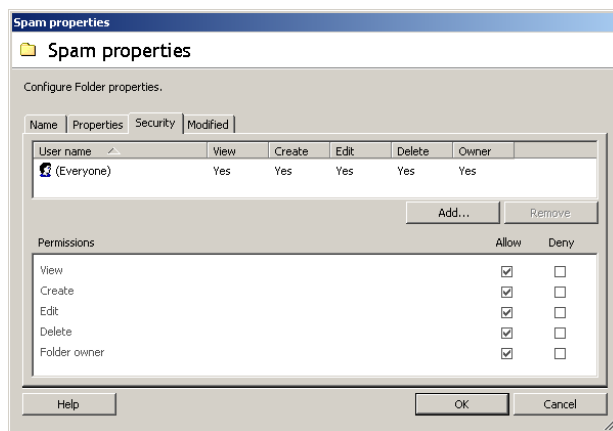 Spam properties
Spam properties
Configure Folder properties.
Name Properties Security Modified
User name View Create Edit Delete Owner
(Everyone) Yes Yes Yes Yes Yes
Add... Remove
Permissions Allow Deny
View
Create
Edit
Delete
Folder owner
Help OK Cancel